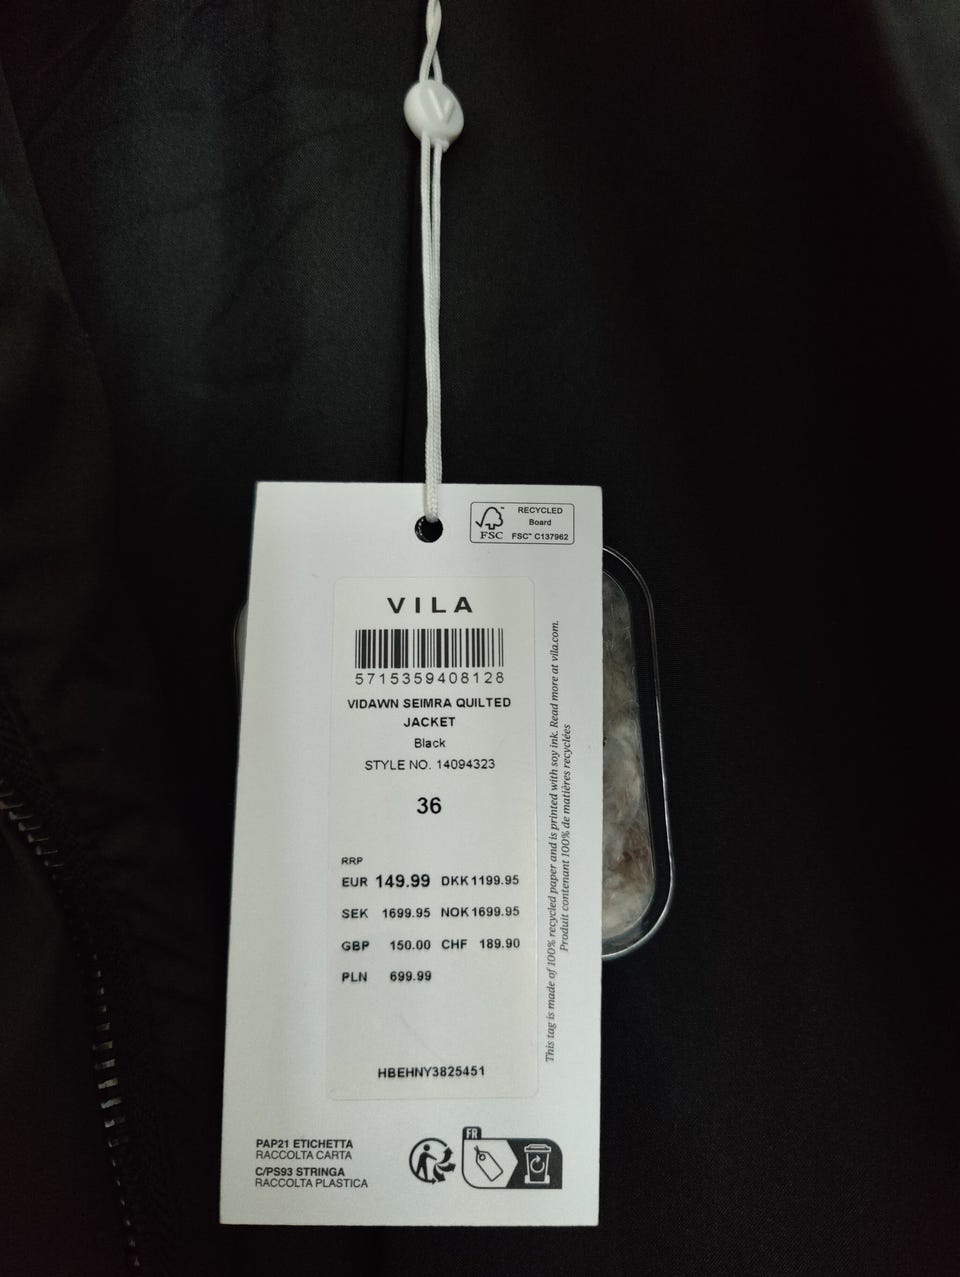 V
RECYCLED
Board
FSC™ C137962
FSC
VILA
5715359408128
VIDAWN SEIMRA QUILTED
JACKET
Black
STYLE NO. 14094323
36
RRP
EUR 149.99 DKK 1199.95
SEK 1699.95 NOK 1699.95
GBP 150.00 CHF 189.90
PLN 699.99
HBEHNY3825451
This tag is made of 100% recycled paper and is printed with soy ink. Read more at vila.com.
Produit contenant 100% de matières recyclées
PAP21 ETICHETTA
RACCOLTA CARTA
C/PS93 STRINGA
RACCOLTA PLASTICA
FR